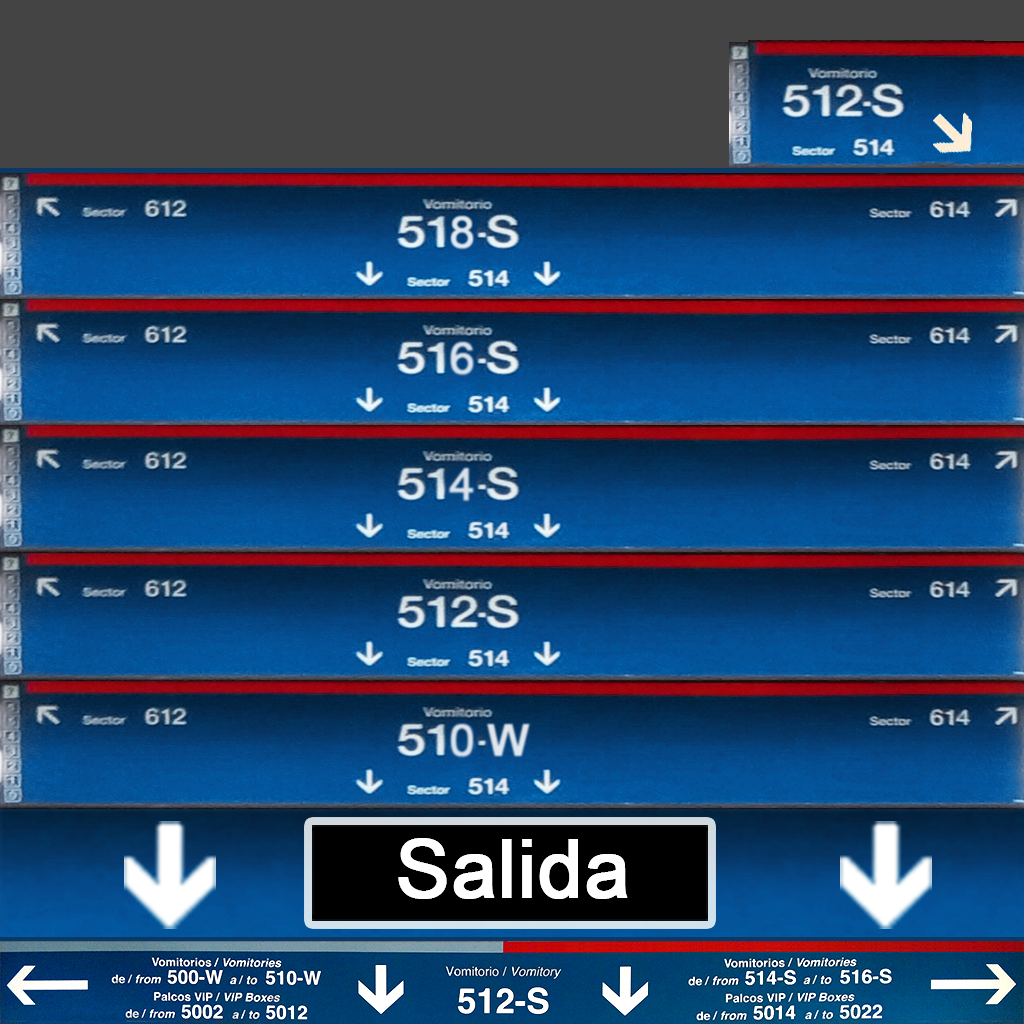 Vomitorio
512-S
Sector 514
Sector 612 Vomitorio Sector 614
518-S
Sector 514
Sector 612 Vomitorio Sector 614
516-S
Sector 514
Sector 612 Vomitorio Sector 614
514-S
Sector 514
Sector 612 Vomitorio Sector 614
512-S
Sector 514
Sector 612 Vomitorio Sector 614
510-W
Sector 514
Salida
Vomitorios / Vomitories
de / from 500-W a / to 510-W
Palcos VIP / VIP Boxes
de / from 5002 a / to 5012
Vomitorio / Vomitory
512-S
Vomitorios / Vomitories
de / from 514-S a / to 516-S
Palcos VIP / VIP Boxes
de / from 5014 a / to 5022